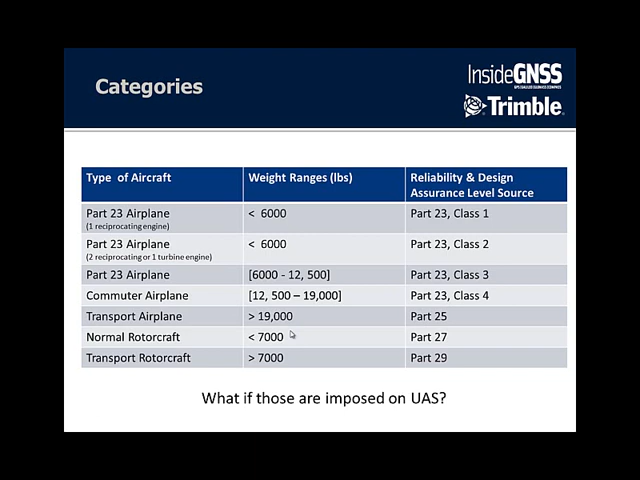 Categories
InsideGNSS
GPS GALILEO GLONASS COMPASS
Trimble
Type of Aircraft Weight Ranges (lbs) Reliability & Design
Assurance Level Source
Part 23 Airplane < 6000 Part 23, Class 1
(1 reciprocating engine)
Part 23 Airplane < 6000 Part 23, Class 2
(2 reciprocating or 1 turbine engine)
Part 23 Airplane [6000 - 12, 500] Part 23, Class 3
Commuter Airplane [12, 500 – 19,000] Part 23, Class 4
Transport Airplane > 19,000 Part 25
Normal Rotorcraft < 7000 Part 27
Transport Rotorcraft > 7000 Part 29
What if those are imposed on UAS?